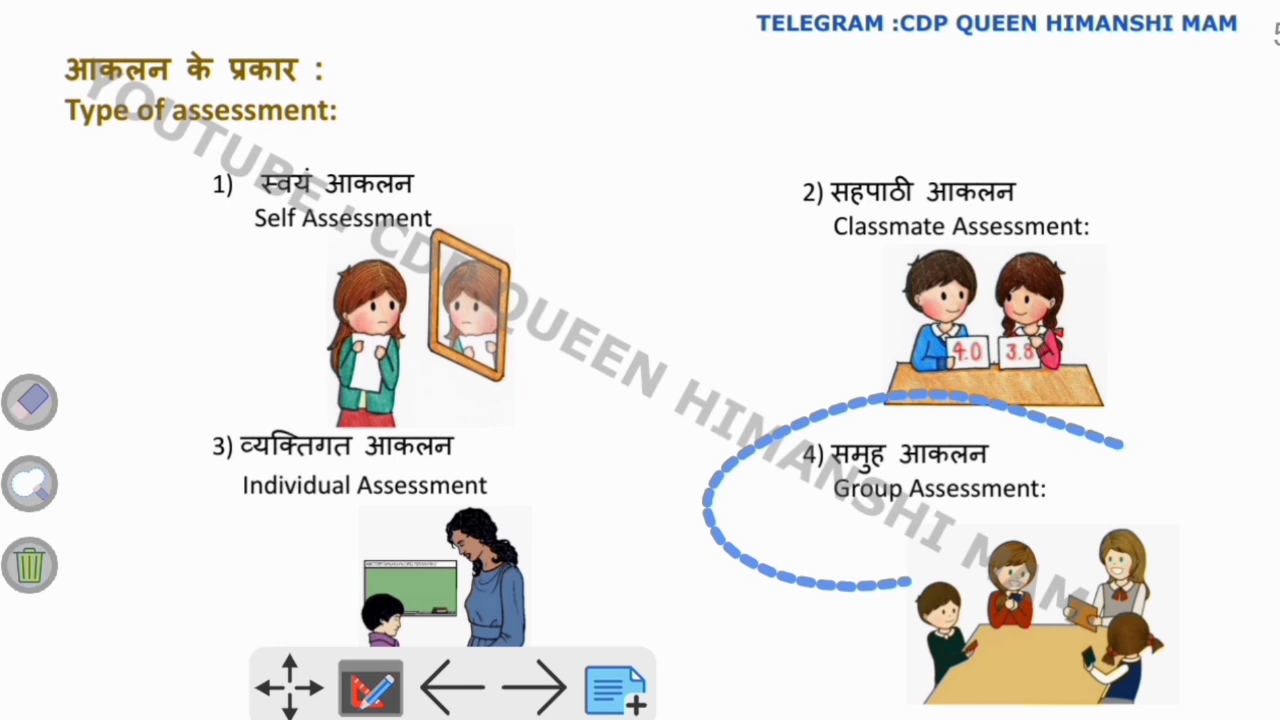 TELEGRAM :CDP QUEEN HIMANSHI MAM
आकलन के प्रकार :
Type of assessment:
1) स्वयं आकलन
Self Assessment
2) सहपाठी आकलन
Classmate Assessment:
4.0 3.8
3) व्यक्तिगत आकलन
Individual Assessment
4) समुह आकलन
Group Assessment:
YOUTUBE : CDP QUEEN HIMANSHI MAM